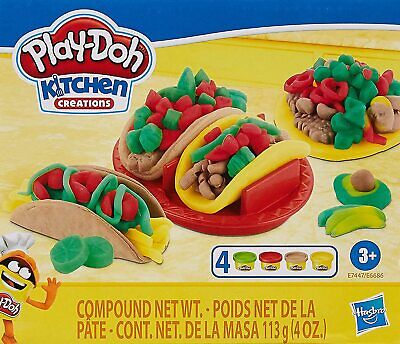 Play-Doh
KITCHEN
CREATIONS
4
3+
E7447/E6686
Play-Doh
COMPOUND NET WT. - POIDS NET DE LA
PÂTE - CONT. NET. DE LA MASA 113 g (4 OZ.)
Hasbro